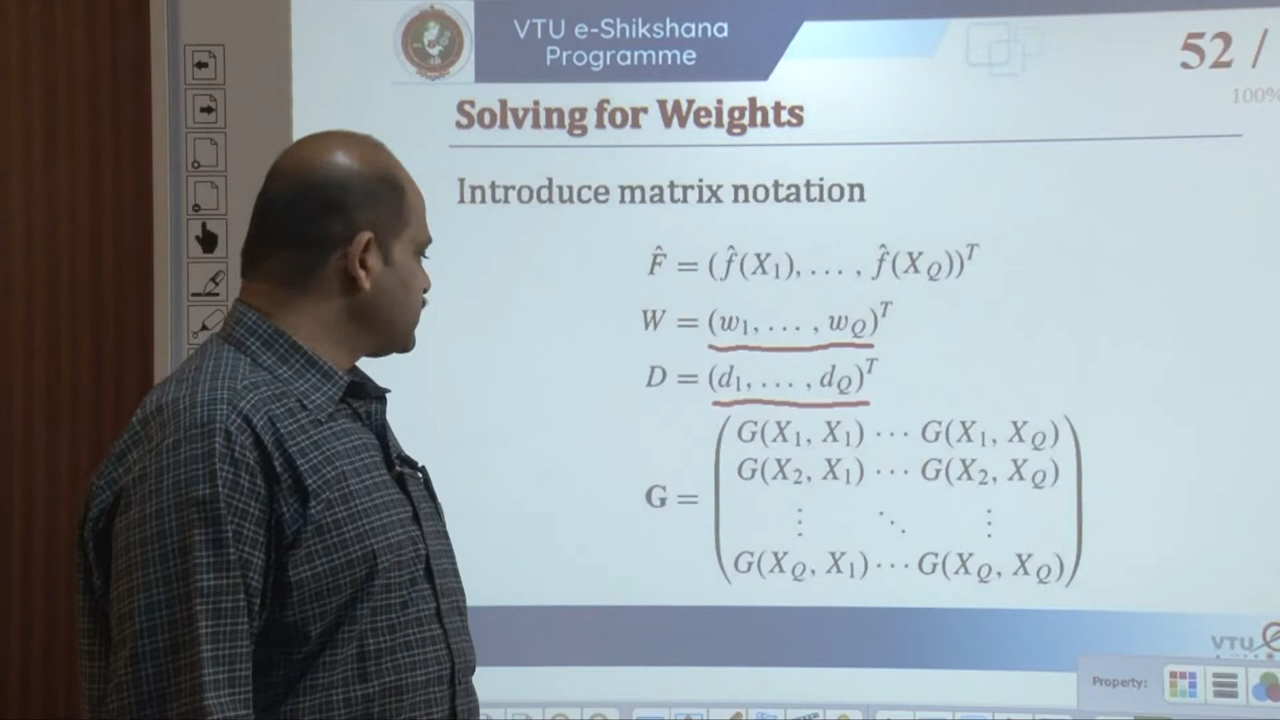 VTU e-Shikshana
Programme
52 /
100%
Solving for Weights
Introduce matrix notation
F̂ = (f̂(X₁), … , f̂(X_Q))ᵀ
W = (w₁, … , w_Q)ᵀ
D = (d₁, … , d_Q)ᵀ
G(X₁, X₁) ⋯ G(X₁, X_Q)
G(X₂, X₁) ⋯ G(X₂, X_Q)
G =
⋮ ⋱ ⋮
G(X_Q, X₁) ⋯ G(X_Q, X_Q)
VTU
Property: